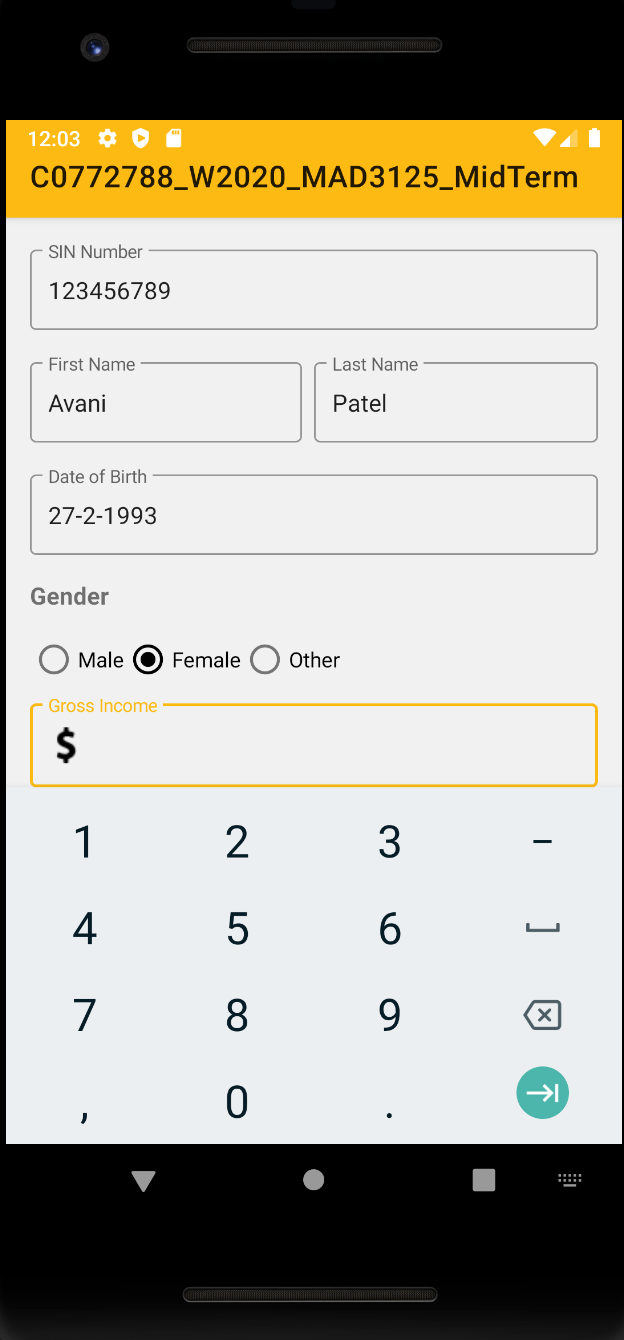 12:03
C0772788_W2020_MAD3125_MidTerm
SIN Number
123456789
First Name Last Name
Avani Patel
Date of Birth
27-2-1993
Gender
Male Female Other
Gross Income
$
1 2 3 -
4 5 6
7 8 9
, 0 .